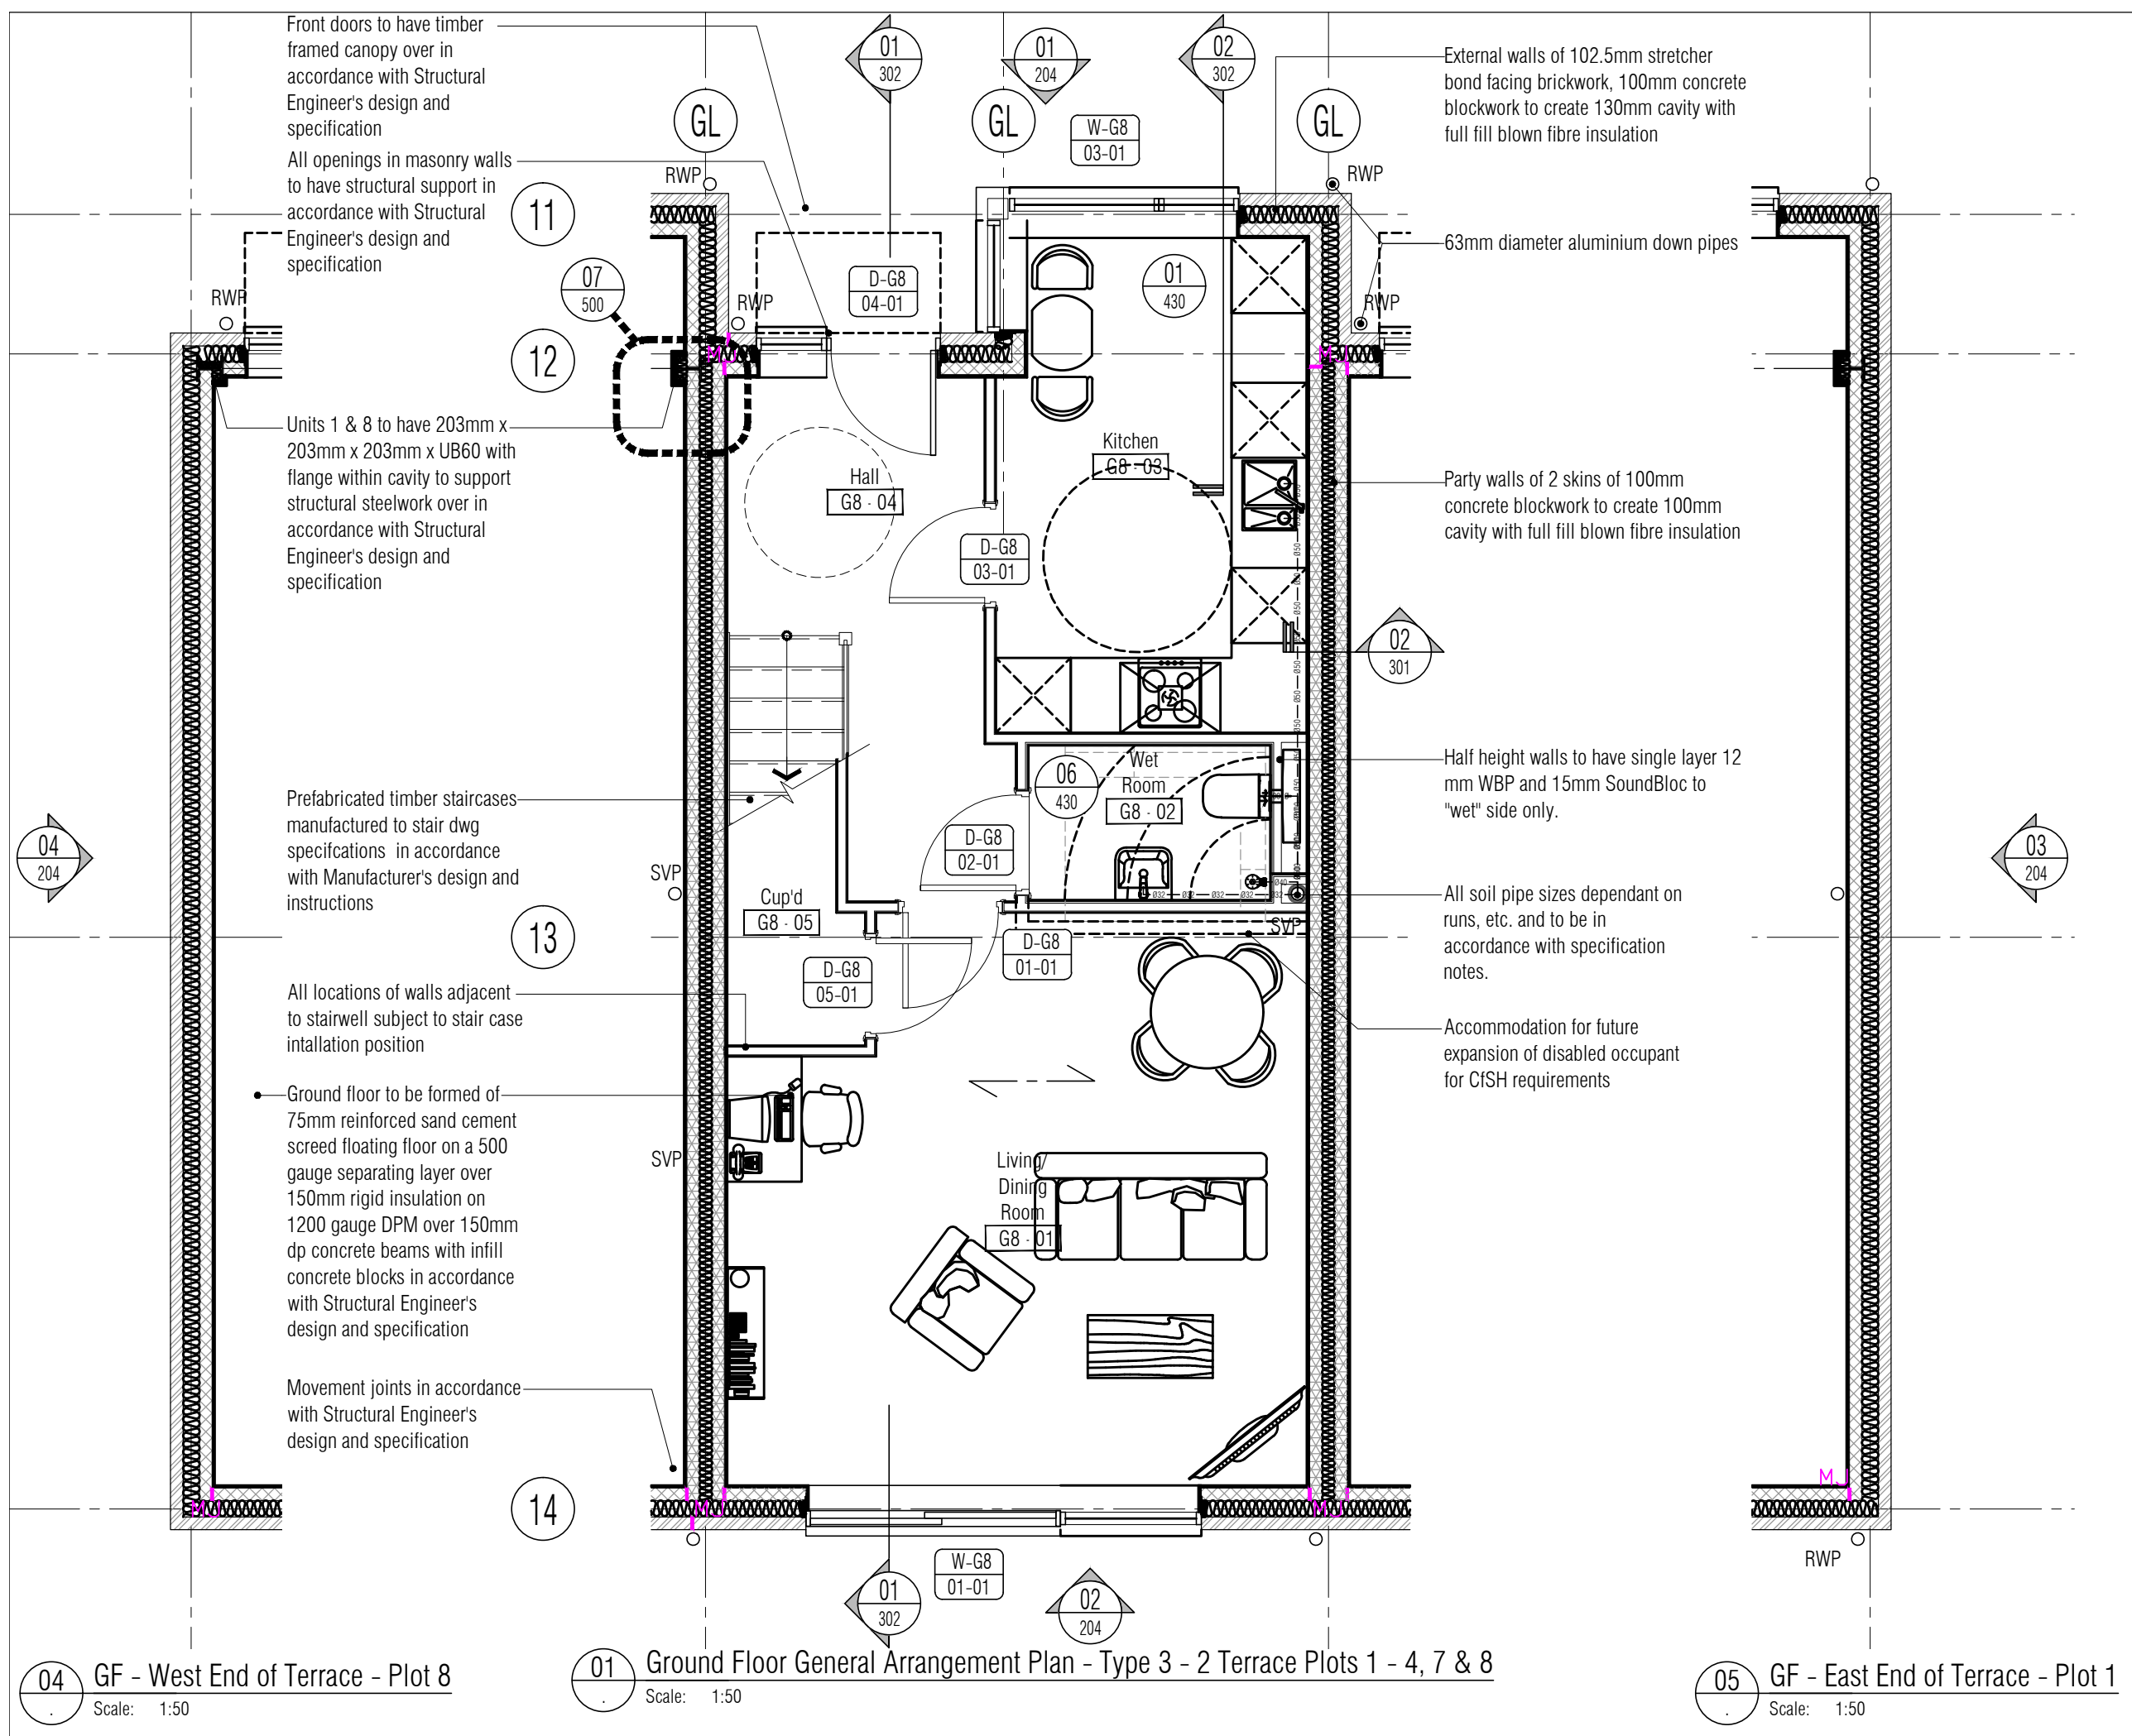 Front doors to have timber
framed canopy over in
accordance with Structural
Engineer's design and
specification
All openings in masonry walls
to have structural support in
accordance with Structural
Engineer's design and
specification
Units 1 & 8 to have 203mm x
203mm x 203mm x UB60 with
flange within cavity to support
structural steelwork over in
accordance with Structural
Engineer's design and
specification
Prefabricated timber staircases
manufactured to stair dwg
specifcations in accordance
with Manufacturer's design and
instructions
All locations of walls adjacent
to stairwell subject to stair case
intallation position
Ground floor to be formed of
75mm reinforced sand cement
screed floating floor on a 500
gauge separating layer over
150mm rigid insulation on
1200 gauge DPM over 150mm
dp concrete beams with infill
concrete blocks in accordance
with Structural Engineer's
design and specification
Movement joints in accordance
with Structural Engineer's
design and specification
11
12
13
14
07
500
04
204
RWP
RWP
RWP
SVP
SVP
01
302
01
204
02
302
GL
GL
GL
W-G8
03-01
D-G8
04-01
01
430
Kitchen
G8 - 03
Hall
G8 - 04
D-G8
03-01
06
430
Wet
Room
G8 - 02
D-G8
02-01
Cup'd
G8 - 05
D-G8
05-01
D-G8
01-01
SVP
Living/
Dining
Room
G8 - 01
MJ
MJ
MJ
MJ
MJ
MJ
W-G8
01-01
01
302
02
204
RWP
RWP
02
301
03
204
RWP
External walls of 102.5mm stretcher
bond facing brickwork, 100mm concrete
blockwork to create 130mm cavity with
full fill blown fibre insulation
63mm diameter aluminium down pipes
Party walls of 2 skins of 100mm
concrete blockwork to create 100mm
cavity with full fill blown fibre insulation
Half height walls to have single layer 12
mm WBP and 15mm SoundBloc to
"wet" side only.
All soil pipe sizes dependant on
runs, etc. and to be in
accordance with specification
notes.
Accommodation for future
expansion of disabled occupant
for CfSH requirements
04
GF - West End of Terrace - Plot 8
Scale: 1:50
01
Ground Floor General Arrangement Plan - Type 3 - 2 Terrace Plots 1 - 4, 7 & 8
Scale: 1:50
05
GF - East End of Terrace - Plot 1
Scale: 1:50